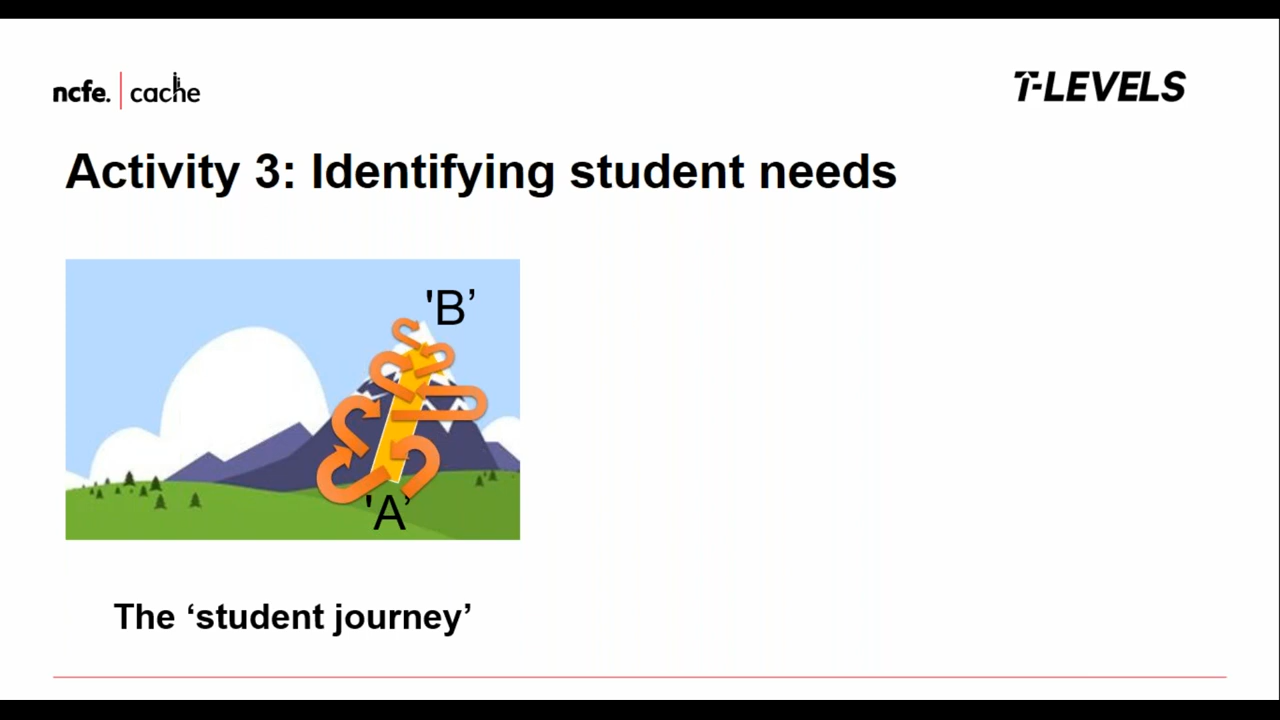 ncfe. cache
T-LEVELS
Activity 3: Identifying student needs
'B’
'A’
The ‘student journey’